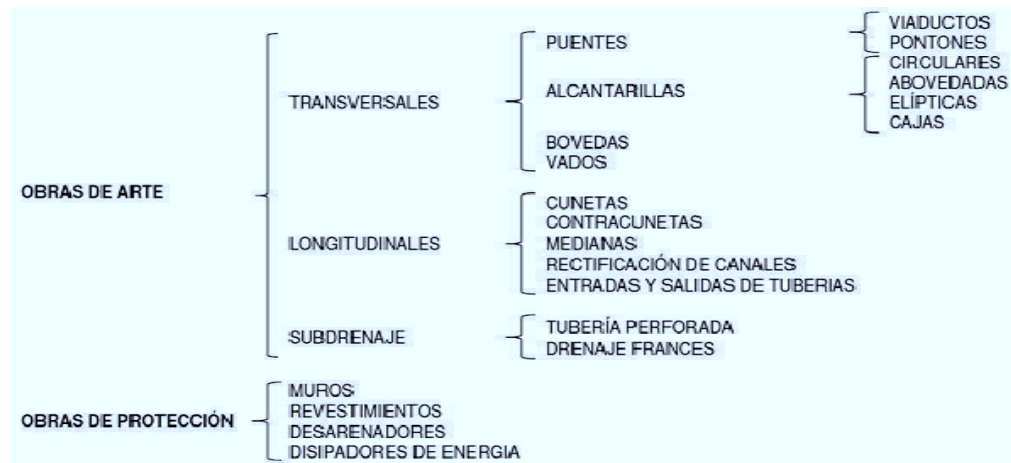 VIADUCTOS
PUENTES
PONTONES
CIRCULARES
ABOVEDADAS
ALCANTARILLAS
TRANSVERSALES
ELÍPTICAS
CAJAS
BOVEDAS
VADOS
OBRAS DE ARTE
CUNETAS
CONTRACUNETAS
LONGITUDINALES
MEDIANAS
RECTIFICACIÓN DE CANALES
ENTRADAS Y SALIDAS DE TUBERIAS
TUBERÍA PERFORADA
SUBDRENAJE
DRENAJE FRANCES
MUROS
REVESTIMIENTOS
OBRAS DE PROTECCIÓN
DESARENADORES
DISIPADORES DE ENERGIA